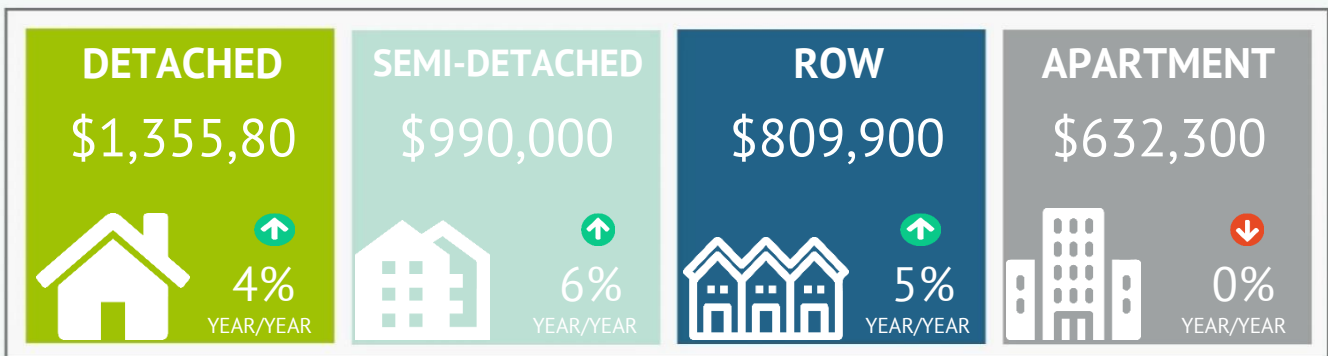 DETACHED
$1,355,80
4%
YEAR/YEAR
SEMI-DETACHED
$990,000
6%
YEAR/YEAR
ROW
$809,900
5%
YEAR/YEAR
APARTMENT
$632,300
0%
YEAR/YEAR